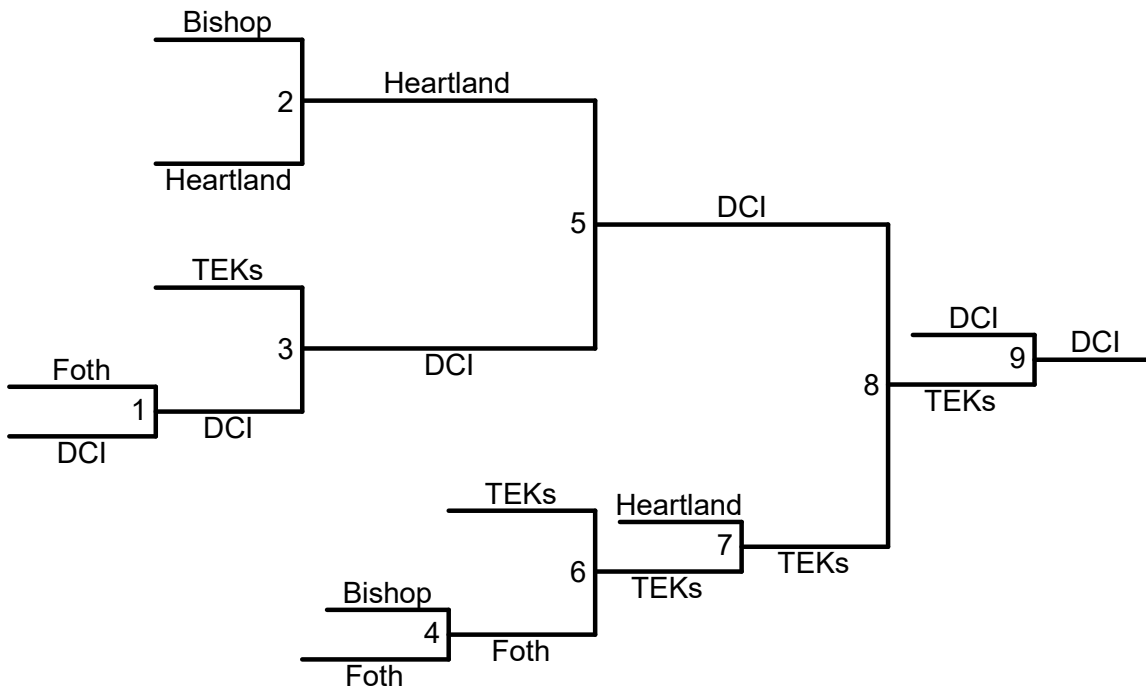 Bishop
2
Heartland
Heartland
DCI
5
TEKs
3
DCI
Foth
1
DCI
DCI
DCI
9
DCI
8
TEKs
TEKs
Heartland
7
TEKs
6
TEKs
Bishop
4
Foth
Foth